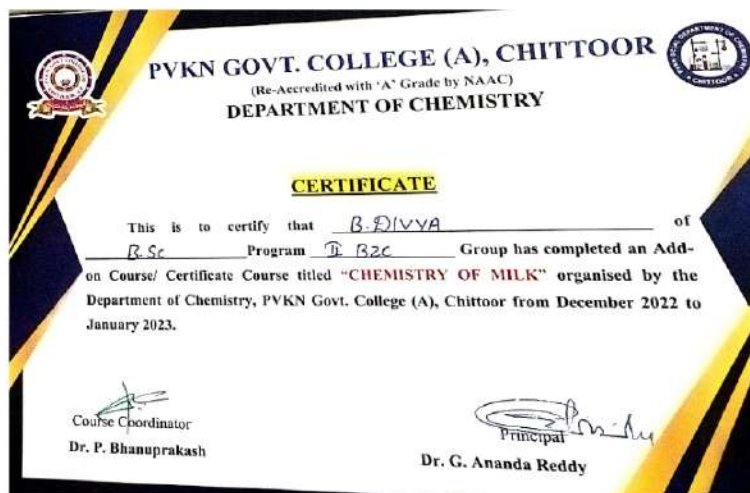 PVKN GOVT. COLLEGE (A), CHITTOOR
(Re-Accredited with ‘A’ Grade by NAAC)
DEPARTMENT OF CHEMISTRY
CERTIFICATE
This is to certify that B.DIVYA of
B.Sc Program II BZC Group has completed an Add-
on Course/ Certificate Course titled “CHEMISTRY OF MILK” organised by the
Department of Chemistry, PVKN Govt. College (A), Chittoor from December 2022 to
January 2023.
Course Coordinator
Dr. P. Bhanuprakash
Principal
Dr. G. Ananda Reddy
CHITTOOR